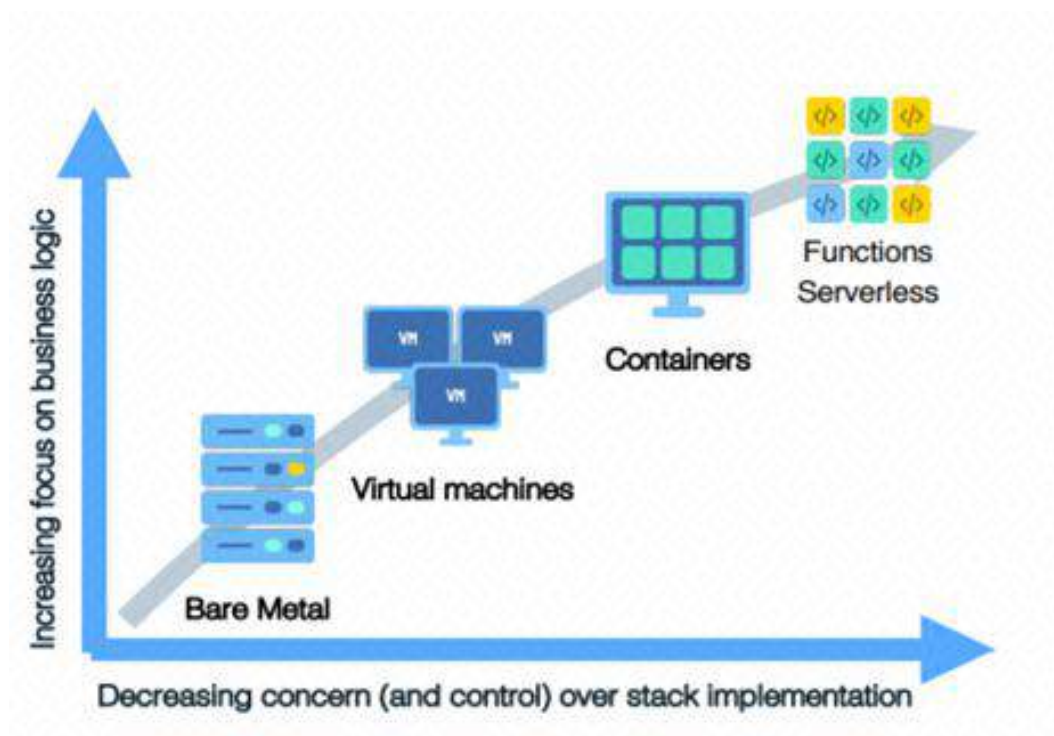 Increasing focus on business logic
</>
</>
</>
</>
</>
</>
</>
</>
</>
Functions
Serverless
Containers
VM
VM
VM
Virtual machines
Bare Metal
Decreasing concern (and control) over stack implementation